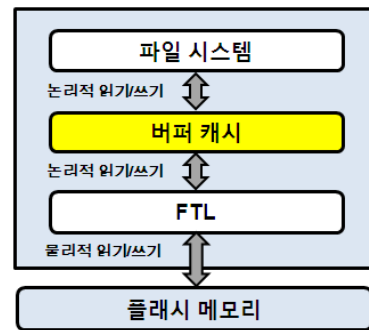 파일 시스템
논리적 읽기/쓰기
버퍼 캐시
논리적 읽기/쓰기
FTL
물리적 읽기/쓰기
플래시 메모리